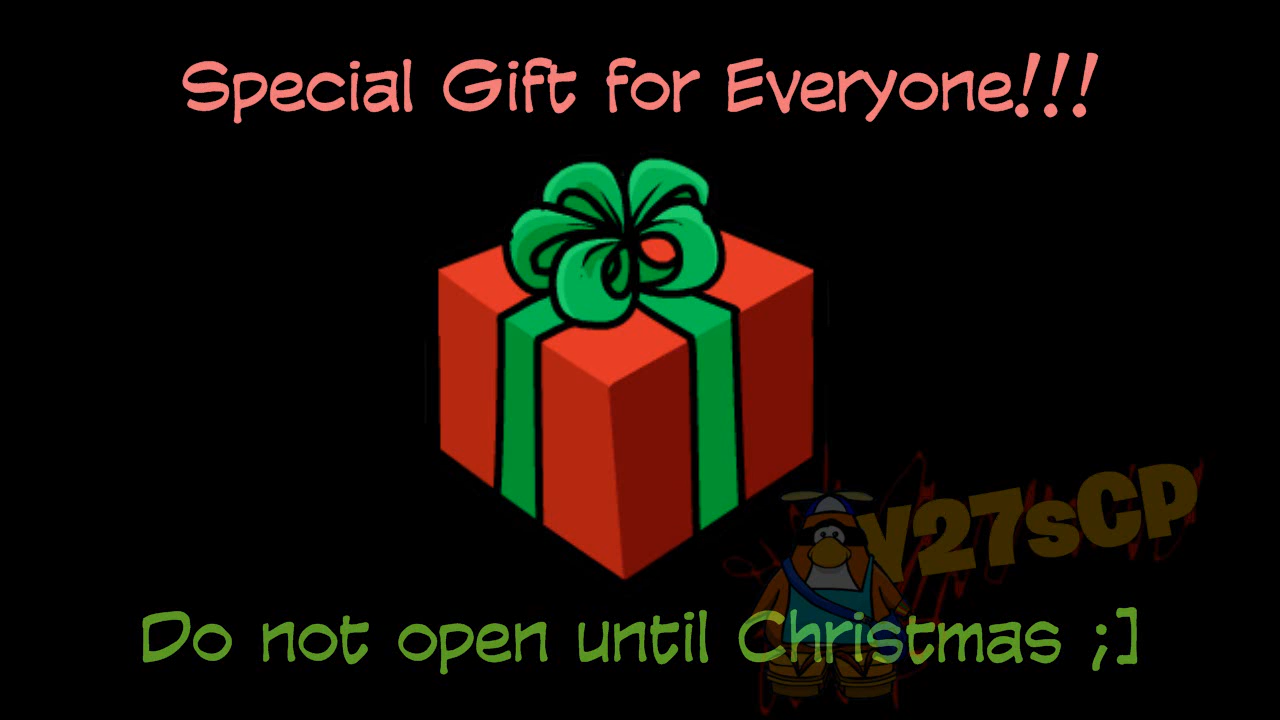 Special Gift for Everyone!!!
V27sCP
Do not open until Christmas ;]